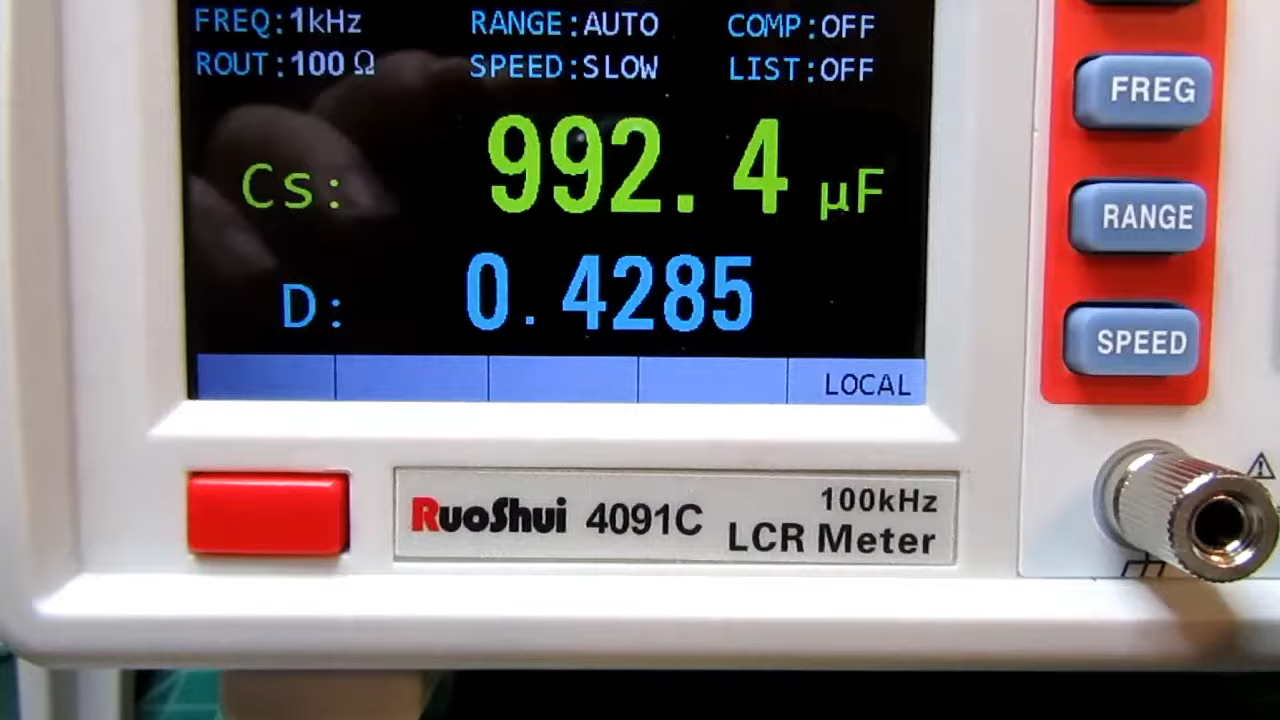 FREQ:1kHz RANGE:AUTO COMP:OFF
ROUT:100 Ω SPEED:SLOW LIST:OFF
Cs: 992.4 µF
D: 0.4285
LOCAL
FREG
RANGE
SPEED
RuoShui 4091C
100kHz
LCR Meter